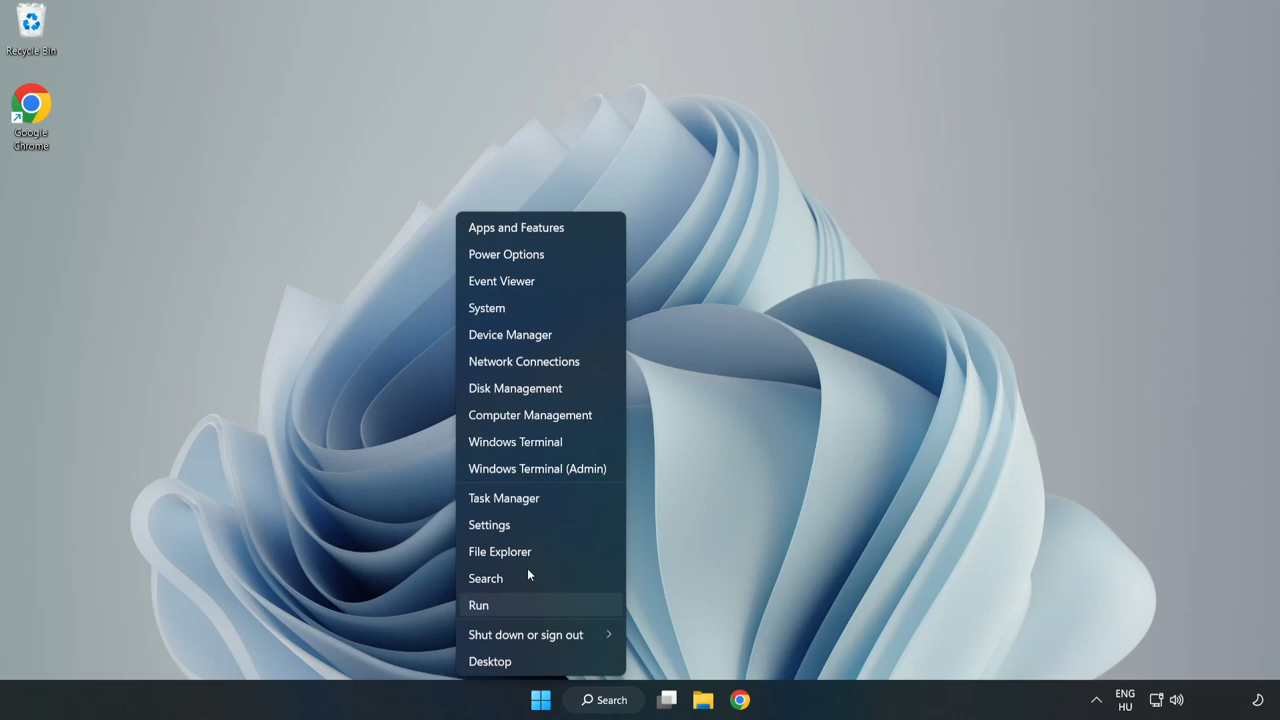 Recycle Bin
Google
Chrome
Apps and Features
Power Options
Event Viewer
System
Device Manager
Network Connections
Disk Management
Computer Management
Windows Terminal
Windows Terminal (Admin)
Task Manager
Settings
File Explorer
Search
Run
Shut down or sign out
Desktop
Search
ENG
HU